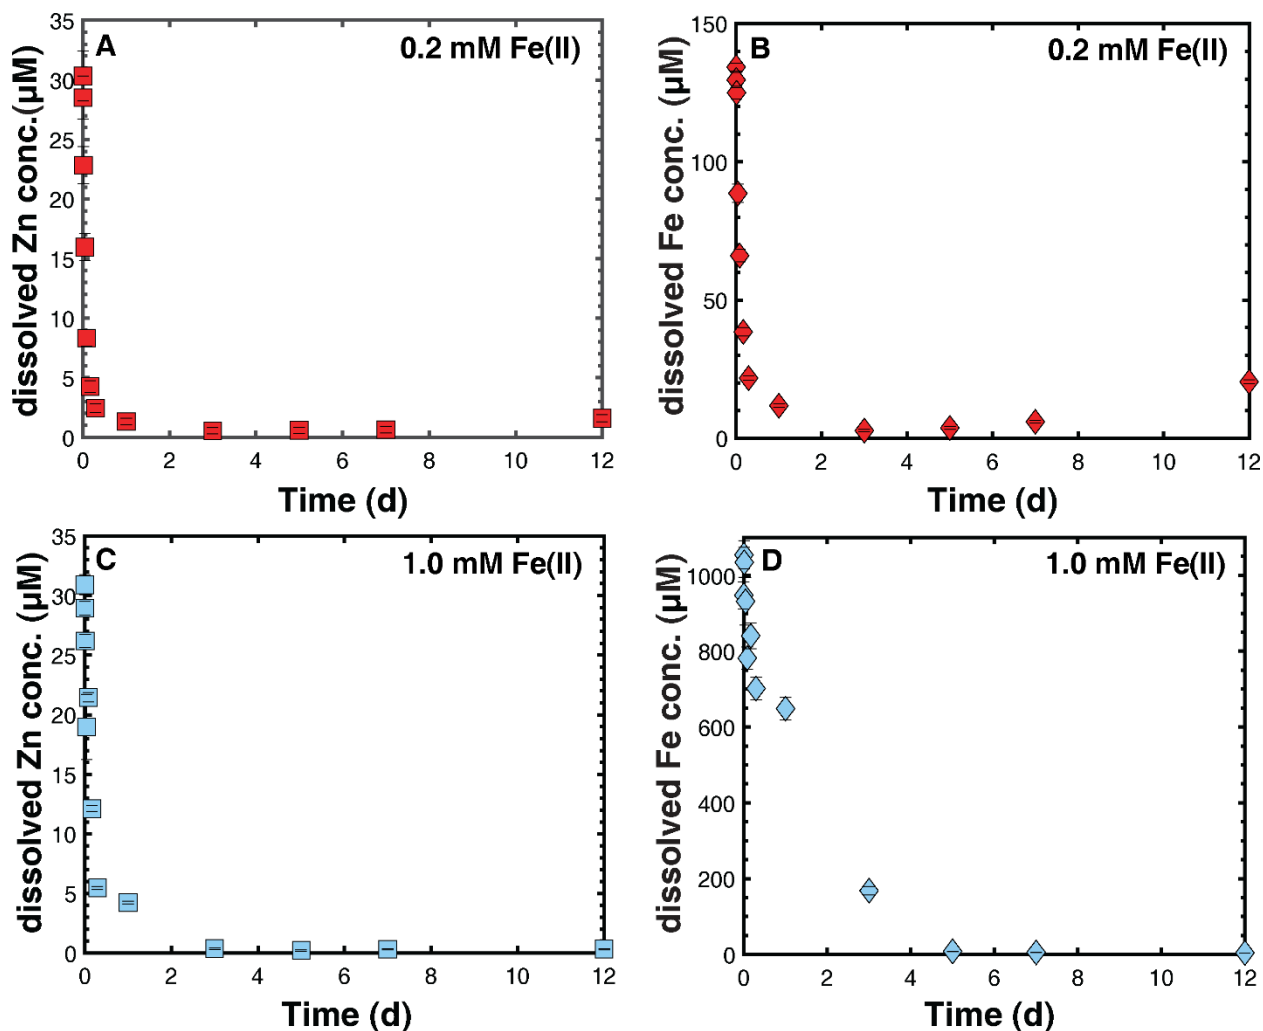 A
0.2 mM Fe(II)
dissolved Zn conc.(μM)
35
30
25
20
15
10
5
0
0 2 4 6 8 10 12
Time (d)
B
0.2 mM Fe(II)
dissolved Fe conc. (μM)
150
100
50
0
0 2 4 6 8 10 12
Time (d)
C
1.0 mM Fe(II)
dissolved Zn conc. (μM)
35
30
25
20
15
10
5
0
0 2 4 6 8 10 12
Time (d)
D
1.0 mM Fe(II)
dissolved Fe conc. (μM)
1000
800
600
400
200
0
0 2 4 6 8 10 12
Time (d)